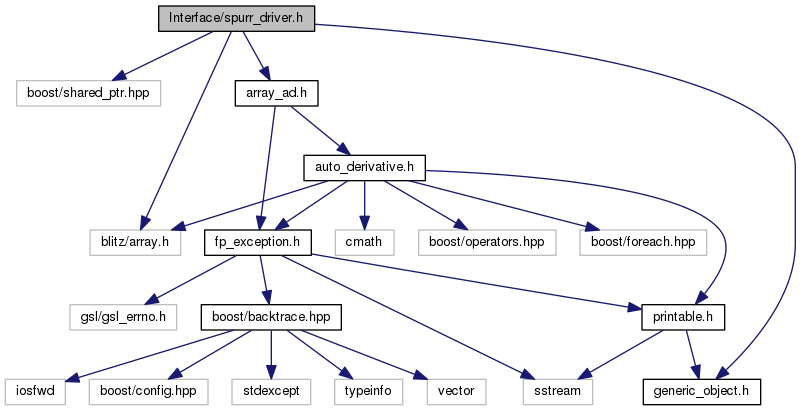 Interface/spurr_driver.h
boost/shared_ptr.hpp
array_ad.h
auto_derivative.h
blitz/array.h
fp_exception.h
cmath
boost/operators.hpp
boost/foreach.hpp
gsl/gsl_errno.h
boost/backtrace.hpp
printable.h
iosfwd
boost/config.hpp
stdexcept
typeinfo
vector
sstream
generic_object.h